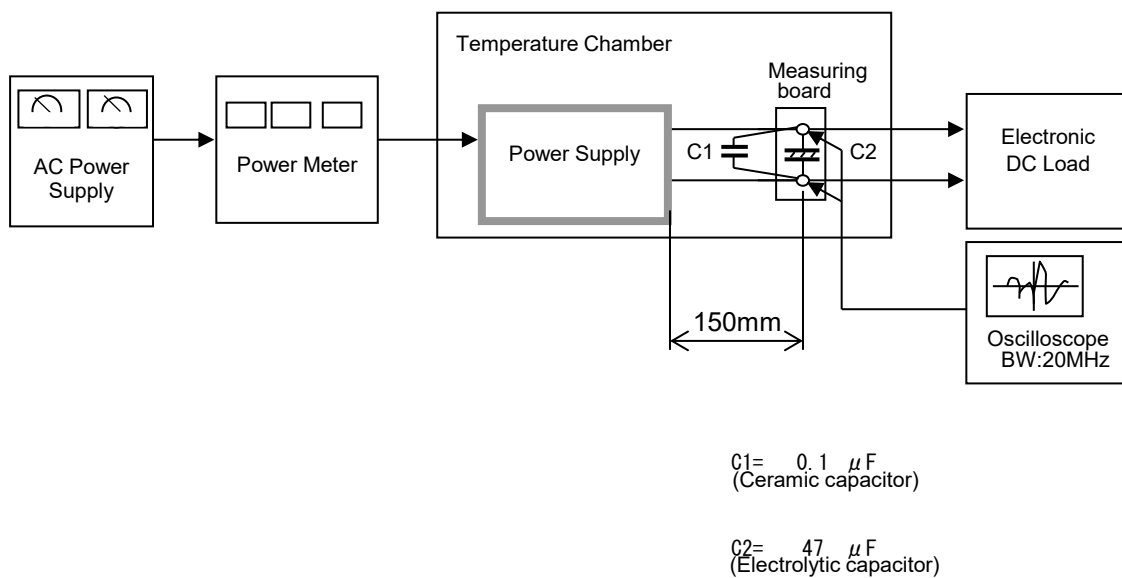 Temperature Chamber
Measuring
board
AC Power
Supply
Power Meter
Power Supply
C1
C2
Electronic
DC Load
150mm
Oscilloscope
BW:20MHz
C1= 0.1 μF
(Ceramic capacitor)
C2= 47 μF
(Electrolytic capacitor)